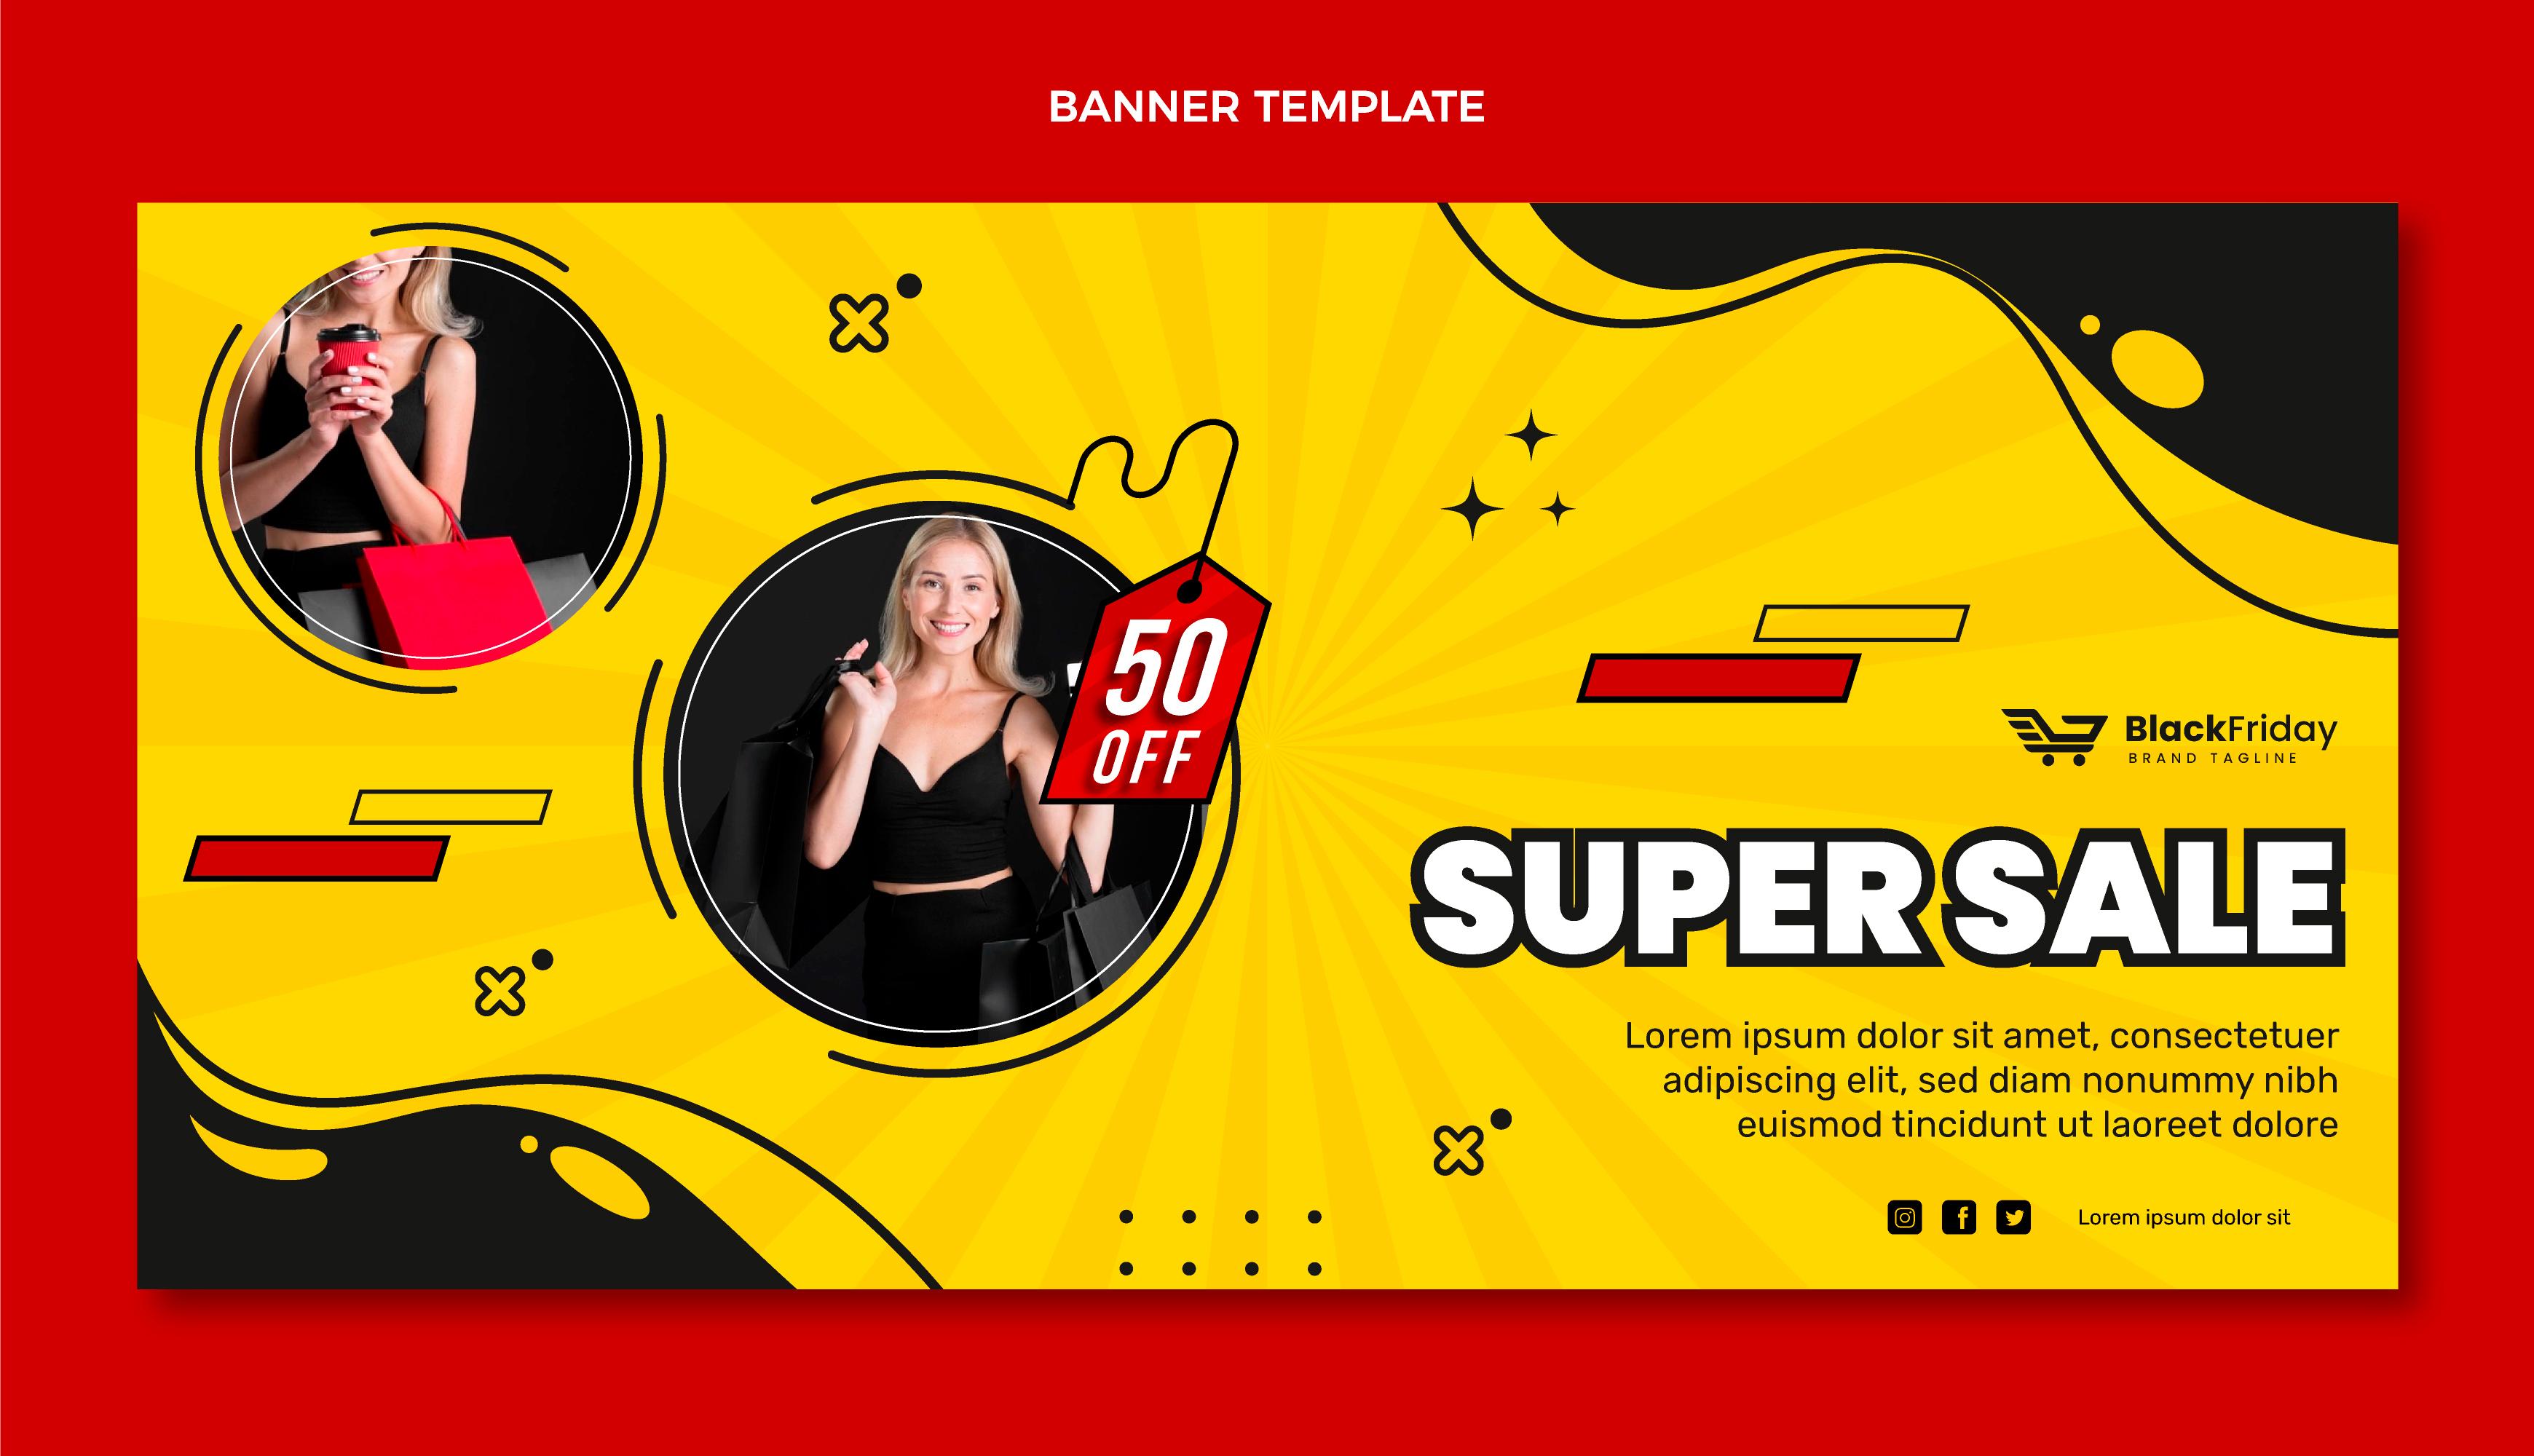 BANNER TEMPLATE
50
OFF
BlackFriday
BRAND TAGLINE
SUPER SALE
Lorem ipsum dolor sit amet, consectetuer
adipiscing elit, sed diam nonummy nibh
euismod tincidunt ut laoreet dolore
Lorem ipsum dolor sit